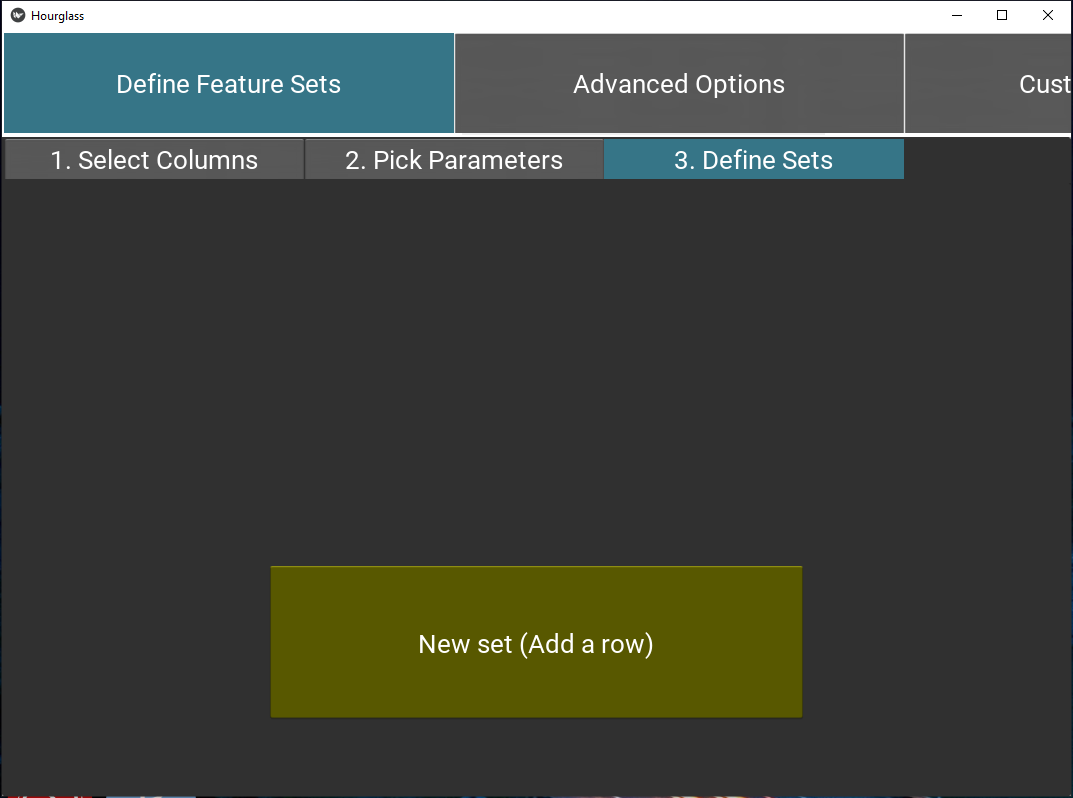 Hourglass
Define Feature Sets
Advanced Options
Cust
1. Select Columns
2. Pick Parameters
3. Define Sets
New set (Add a row)